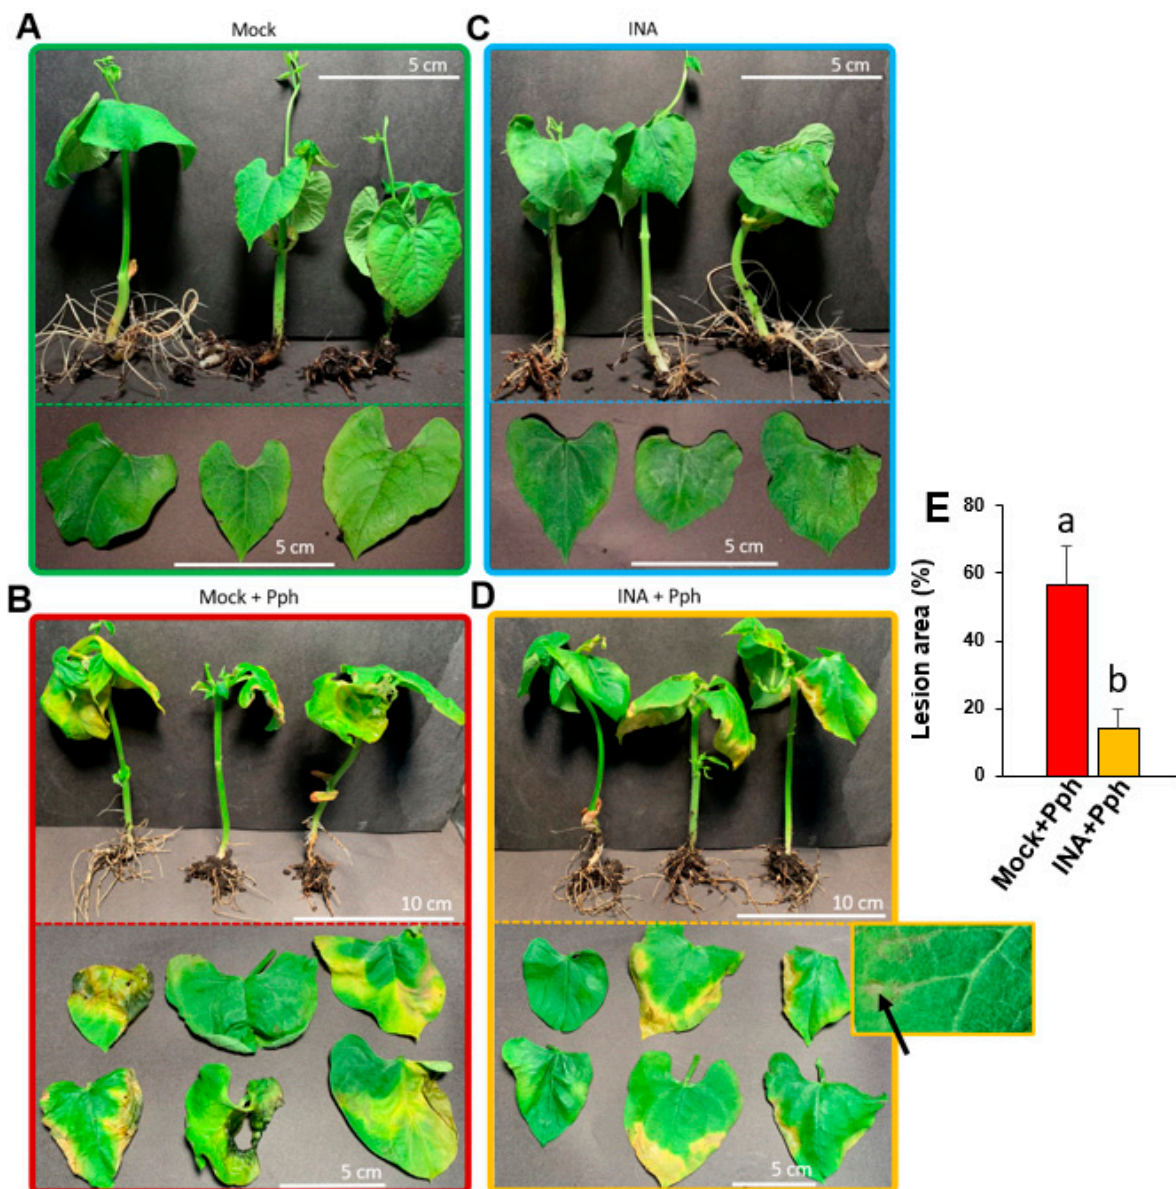 A Mock
C INA
5 cm
5 cm
5 cm
5 cm
B Mock + Pph
D INA + Pph
10 cm
10 cm
5 cm
5 cm
E
Lesion area (%)
80
60
40
20
0
a
b
Mock+Pph
INA+Pph